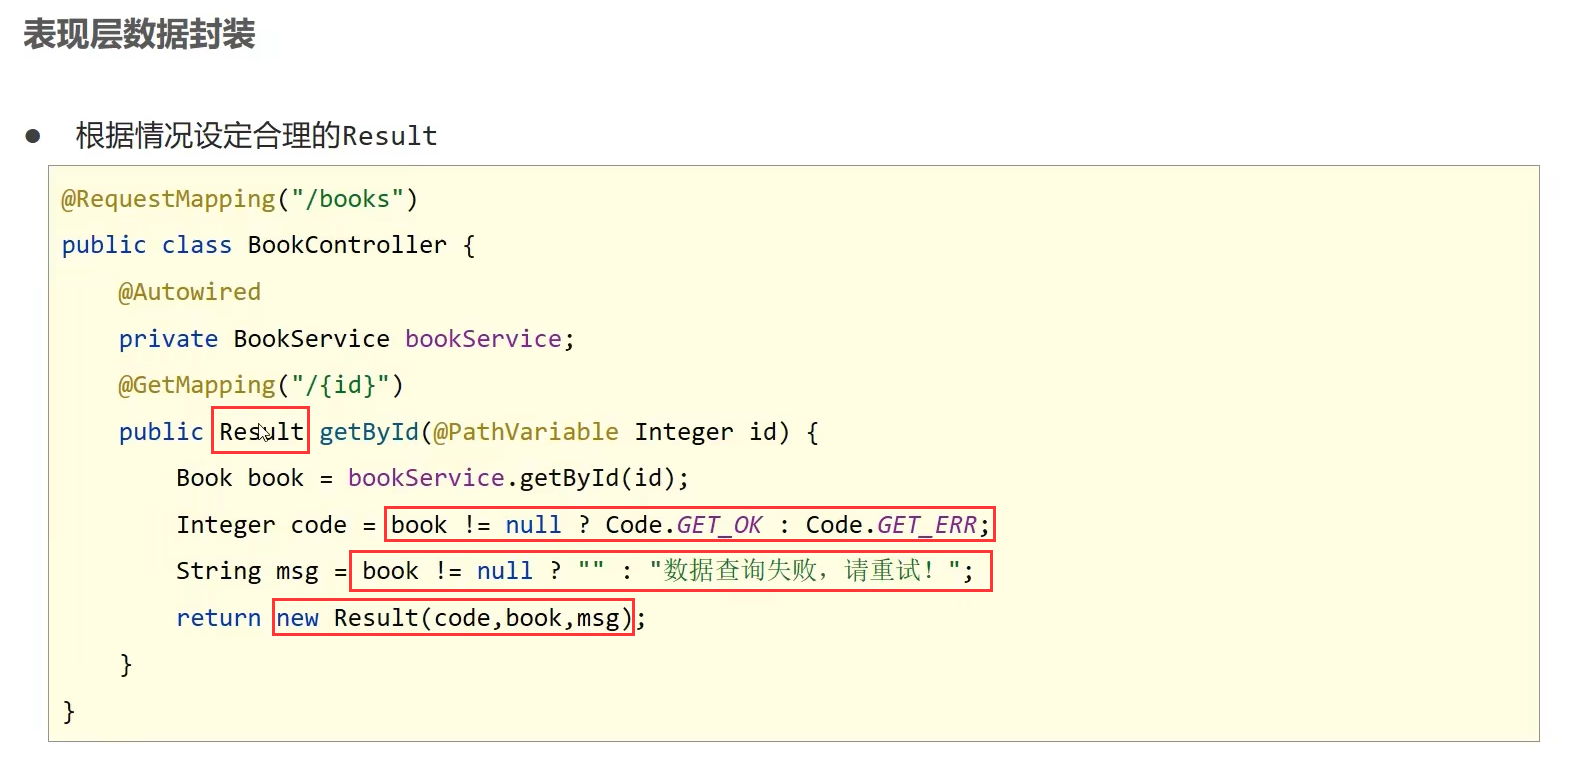 表现层数据封装
● 根据情况设定合理的Result
@RequestMapping("/books")
public class BookController {
    @Autowired
    private BookService bookService;
    @GetMapping("/{id}")
    public Result getById(@PathVariable Integer id) {
        Book book = bookService.getById(id);
        Integer code = book != null ? Code.GET_OK : Code.GET_ERR;
        String msg = book != null ? "" : "数据查询失败，请重试！";
        return new Result(code,book,msg);
    }
}